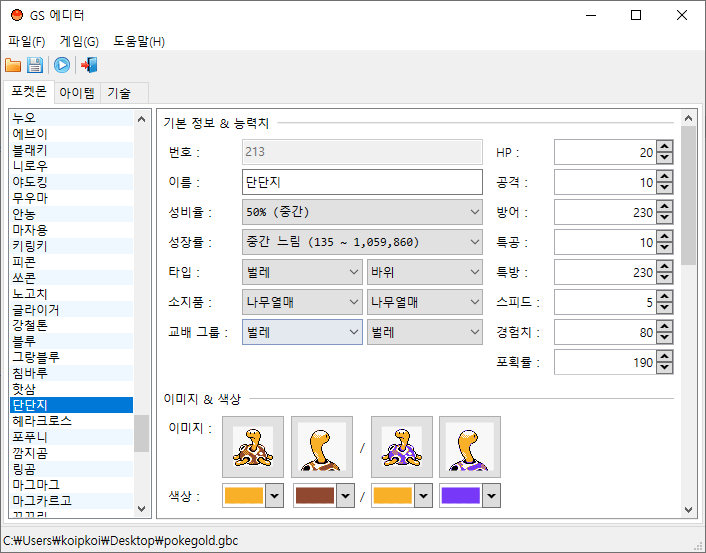 GS 에디터
파일(F) 게임(G) 도움말(H)
포켓몬 아이템 기술
누오
에브이
블래키
니로우
야도킹
무우마
안농
마자용
키링키
피콘
쏘콘
노고치
글라이거
강철톤
블루
그랑블루
침바루
핫삼
단단지
헤라크로스
포푸니
깜지곰
링곰
마그마그
마그카르고
꾸꾸리
기본 정보 & 능력치
번호 : 213
이름 : 단단지
성비율 : 50% (중간)
성장률 : 중간 느림 (135 ~ 1,059,860)
타입 : 벌레 바위
소지품 : 나무열매 나무열매
교배 그룹 : 벌레 벌레
HP : 20
공격 : 10
방어 : 230
특공 : 10
특방 : 230
스피드 : 5
경험치 : 80
포획률 : 190
이미지 & 색상
이미지 : /
색상 : /
C:₩Users₩koipkoi₩Desktop₩pokegold.gbc